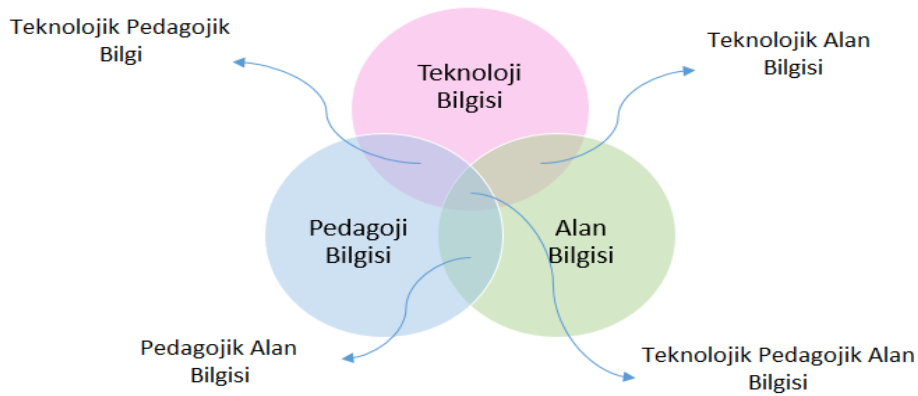 Teknolojik Pedagojik
Bilgi
Teknolojik Alan
Bilgisi
Teknoloji
Bilgisi
Pedagoji
Bilgisi
Alan
Bilgisi
Pedagojik Alan
Bilgisi
Teknolojik Pedagojik Alan
Bilgisi